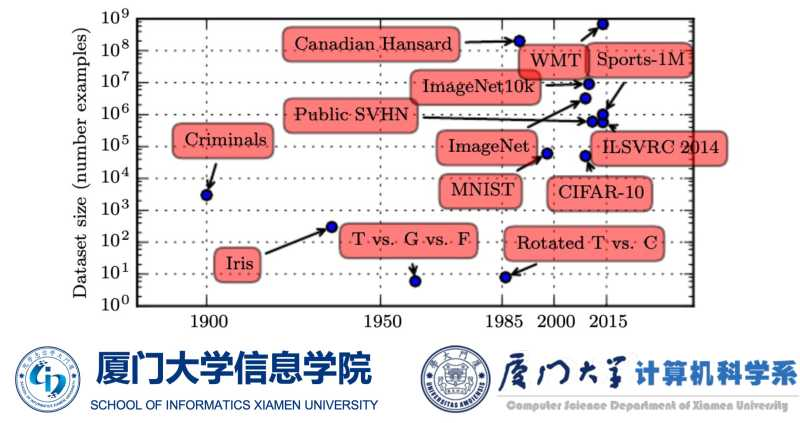 Dataset size (number examples)
10⁹
10⁸
10⁷
10⁶
10⁵
10⁴
10³
10²
10¹
10⁰
Canadian Hansard
WMT
Sports-1M
ImageNet10k
Public SVHN
Criminals
ImageNet
ILSVRC 2014
MNIST
CIFAR-10
T vs. G vs. F
Rotated T vs. C
Iris
1900 1950 1985 2000 2015
厦门大学信息学院
SCHOOL OF INFORMATICS XIAMEN UNIVERSITY
厦门大学 计算机科学系
Computer Science Department of Xiamen University